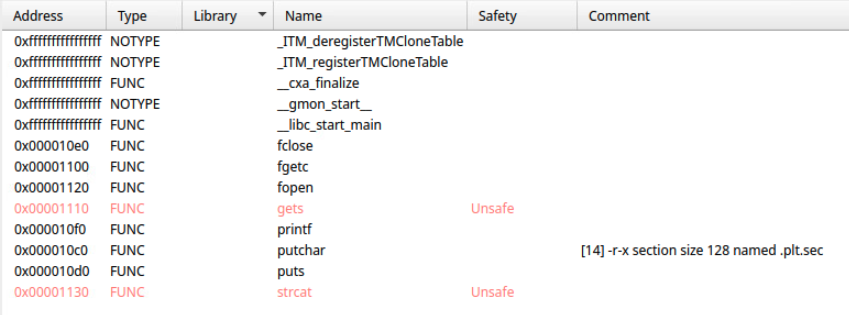 Address Type Library Name Safety Comment
0xffffffffffffffff NOTYPE _ITM_deregisterTMCloneTable
0xffffffffffffffff NOTYPE _ITM_registerTMCloneTable
0xffffffffffffffff FUNC __cxa_finalize
0xffffffffffffffff NOTYPE __gmon_start__
0xffffffffffffffff FUNC __libc_start_main
0x000010e0 FUNC fclose
0x00001100 FUNC fgetc
0x00001120 FUNC fopen
0x00001110 FUNC gets Unsafe
0x000010f0 FUNC printf
0x000010c0 FUNC putchar [14] -r-x section size 128 named .plt.sec
0x000010d0 FUNC puts
0x00001130 FUNC strcat Unsafe